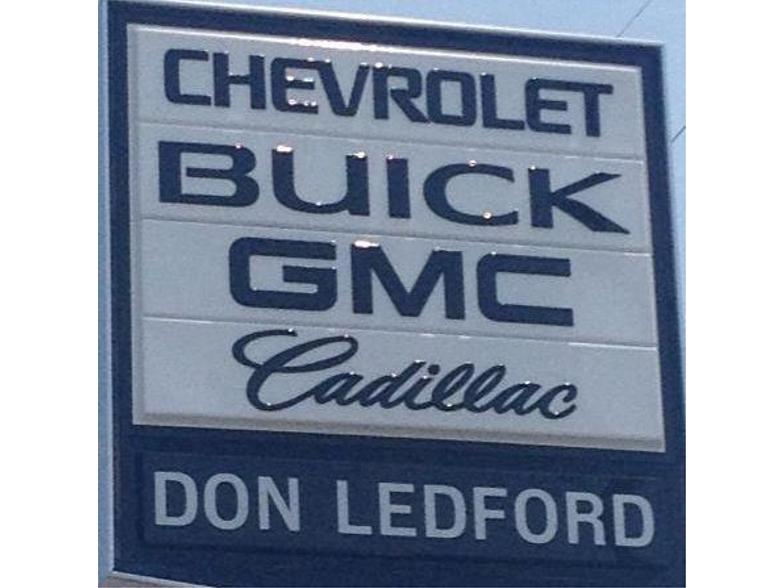 CHEVROLET
BUICK
GMC
Cadillac
DON LEDFORD